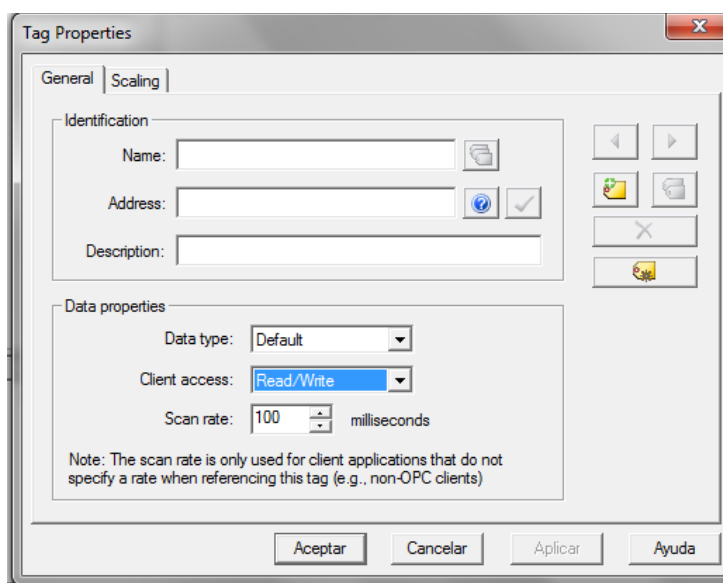 Tag Properties
General
Scaling
Identification
Name:
Address:
Description:
Data properties
Data type: Default
Client access: Read/Write
Scan rate: 100 milliseconds
Note: The scan rate is only used for client applications that do not
specify a rate when referencing this tag (e.g., non-OPC clients)
Aceptar
Cancelar
Aplicar
Ayuda